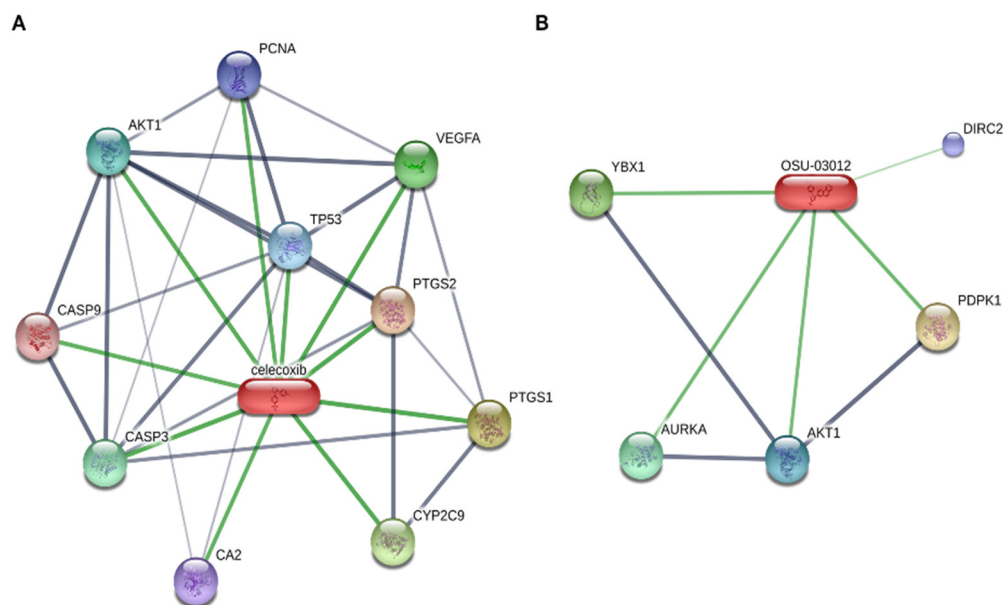 A
B
PCNA
AKT1
VEGFA
TP53
PTGS2
CASP9
celecoxib
PTGS1
CASP3
CYP2C9
CA2
DIRC2
OSU-03012
YBX1
PDPK1
AURKA
AKT1